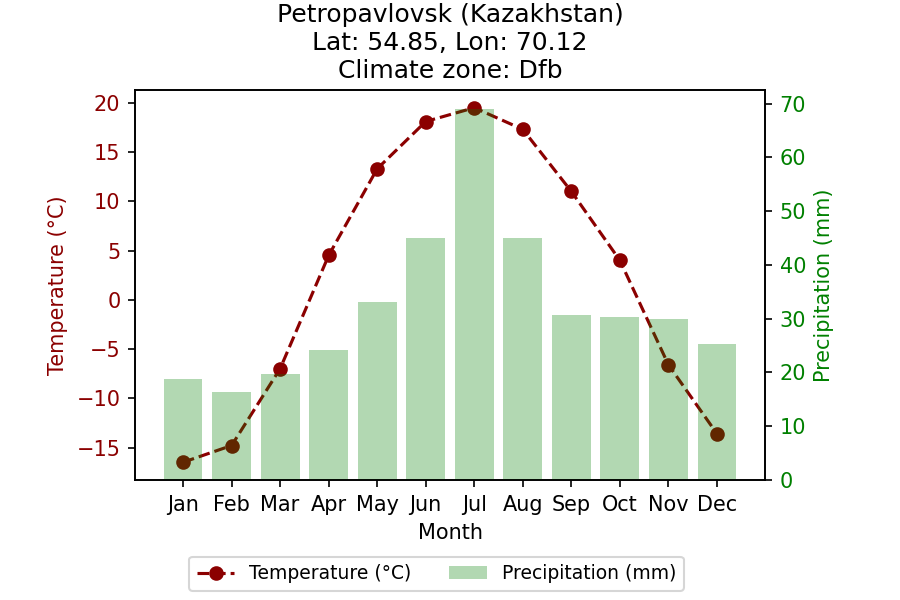 Petropavlovsk (Kazakhstan)
Lat: 54.85, Lon: 70.12
Climate zone: Dfb
20
15
10
5
0
−5
−10
−15
Temperature (°C)
70
60
50
40
30
20
10
0
Precipitation (mm)
Jan Feb Mar Apr May Jun Jul Aug Sep Oct Nov Dec
Month
Temperature (°C) Precipitation (mm)